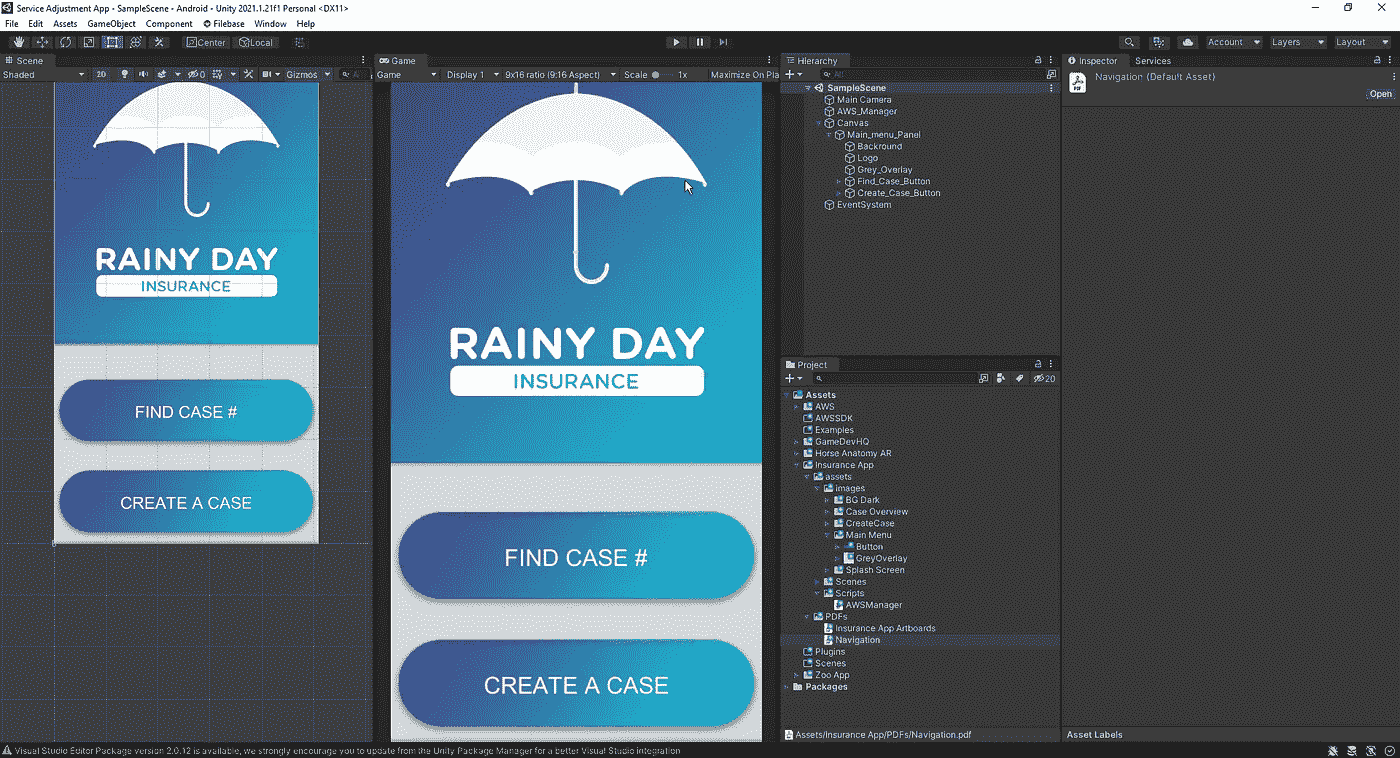 Service Adjustment App - SampleScene - Android - Unity 2021.1.21f1 Personal <DX11>
File Edit Assets GameObject Component Filebase Window Help
Center Local Account Layers Layout
Scene
Shaded 2D 0 Gizmos All
RAINY DAY
INSURANCE
FIND CASE #
CREATE A CASE
Game
Game Display 1 9x16 ratio (9:16 Aspect) Scale 1x Maximize On Pla
RAINY DAY
INSURANCE
FIND CASE #
CREATE A CASE
Hierarchy
All
SampleScene
Main Camera
AWS_Manager
Canvas
Main_menu_Panel
Backround
Logo
Grey_Overlay
Find_Case_Button
Create_Case_Button
EventSystem
Project
20
Assets
AWS
AWSSDK
Examples
GameDevHQ
Horse Anatomy AR
Insurance App
assets
images
BG Dark
Case Overview
CreateCase
Main Menu
Button
GreyOverlay
Splash Screen
Scenes
Scripts
AWSManager
PDFs
Insurance App Artboards
Navigation
Plugins
Scenes
Zoo App
Packages
Assets/Insurance App/PDFs/Navigation.pdf
Inspector Services
PDF
Navigation (Default Asset)
Open
Asset Labels
Visual Studio Editor Package version 2.0.12 is available, we strongly encourage you to update from the Unity Package Manager for a better Visual Studio integration